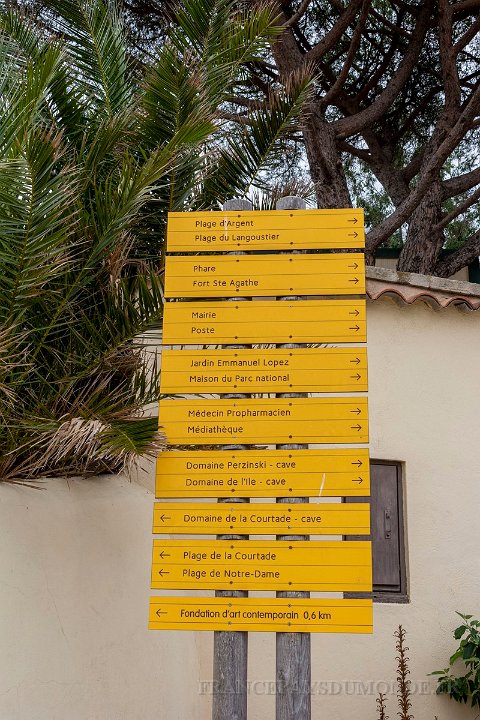 Plage d'Argent →
Plage du Langoustier →
Phare →
Fort Ste Agathe →
Mairie →
Poste →
Jardin Emmanuel Lopez →
Maison du Parc national →
Médecin Propharmacien →
Médiathèque →
Domaine Perzinski - cave →
Domaine de l'île - cave →
← Domaine de la Courtade - cave
← Plage de la Courtade
← Plage de Notre-Dame
← Fondation d'art contemporain 0,6 km